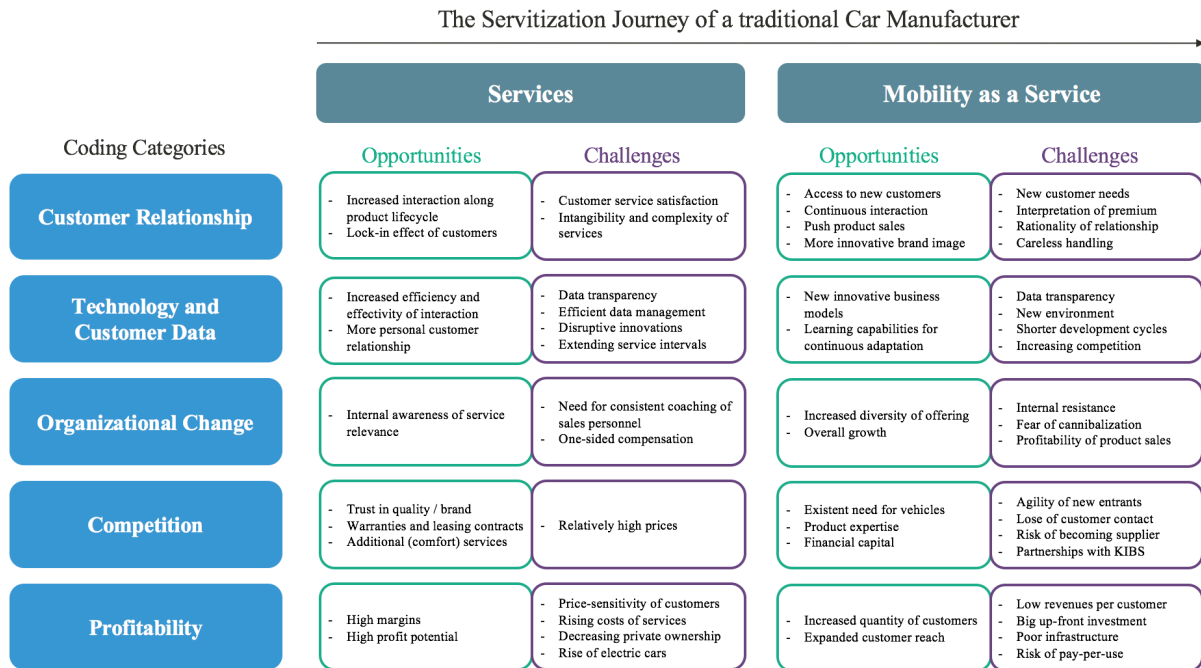 The Servitization Journey of a traditional Car Manufacturer
Services
Mobility as a Service
Coding Categories
Opportunities
Challenges
Opportunities
Challenges
Customer Relationship
- Increased interaction along
product lifecycle
- Lock-in effect of customers
- Customer service satisfaction
- Intangibility and complexity of
services
- Access to new customers
- Continuous interaction
- Push product sales
- More innovative brand image
- New customer needs
- Interpretation of premium
- Rationality of relationship
- Careless handling
Technology and
Customer Data
- Increased efficiency and
effectivity of interaction
- More personal customer
relationship
- Data transparency
- Efficient data management
- Disruptive innovations
- Extending service intervals
- New innovative business
models
- Learning capabilities for
continuous adaptation
- Data transparency
- New environment
- Shorter development cycles
- Increasing competition
Organizational Change
- Internal awareness of service
relevance
- Need for consistent coaching of
sales personnel
- One-sided compensation
- Increased diversity of offering
- Overall growth
- Internal resistance
- Fear of cannibalization
- Profitability of product sales
Competition
- Trust in quality / brand
- Warranties and leasing contracts
- Additional (comfort) services
- Relatively high prices
- Existent need for vehicles
- Product expertise
- Financial capital
- Agility of new entrants
- Lose of customer contact
- Risk of becoming supplier
- Partnerships with KIBS
Profitability
- High margins
- High profit potential
- Price-sensitivity of customers
- Rising costs of services
- Decreasing private ownership
- Rise of electric cars
- Increased quantity of customers
- Expanded customer reach
- Low revenues per customer
- Big up-front investment
- Poor infrastructure
- Risk of pay-per-use